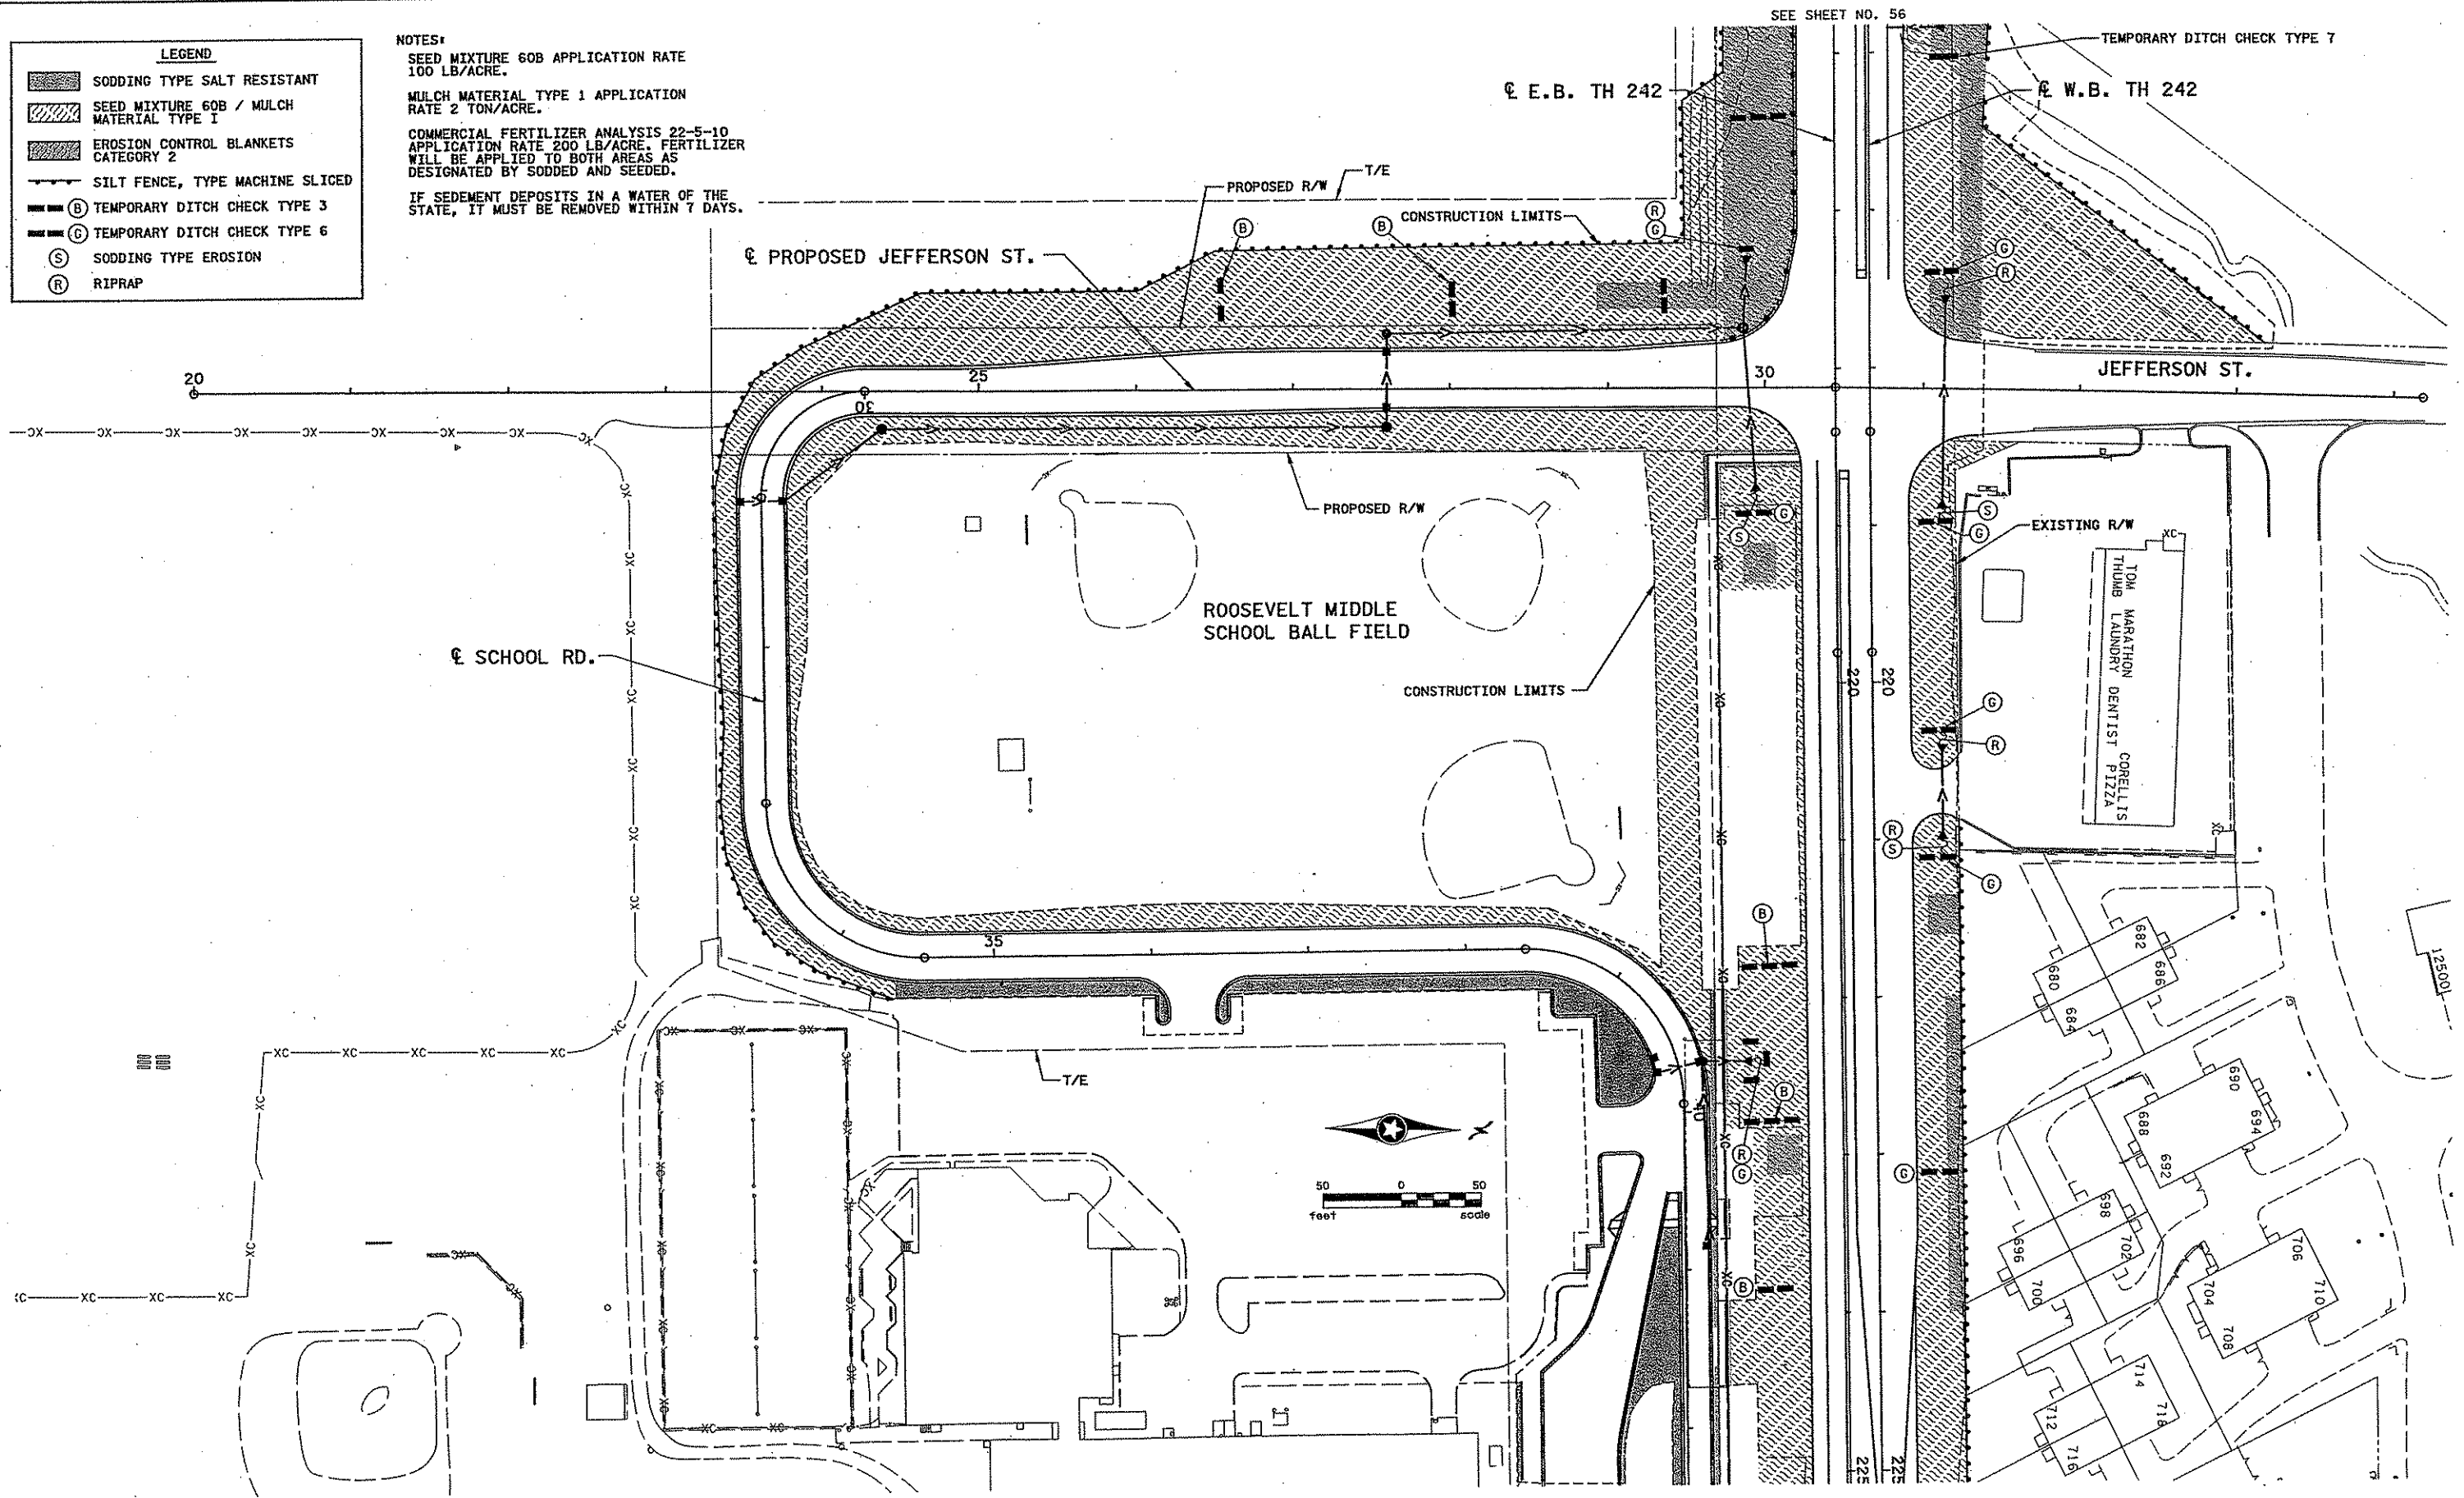 SEE SHEET NO. 56
LEGEND
SODDING TYPE SALT RESISTANT
SEED MIXTURE 60B / MULCH
MATERIAL TYPE I
EROSION CONTROL BLANKETS
CATEGORY 2
SILT FENCE, TYPE MACHINE SLICED
B TEMPORARY DITCH CHECK TYPE 3
G TEMPORARY DITCH CHECK TYPE 6
S SODDING TYPE EROSION
R RIPRAP
NOTES:
SEED MIXTURE 60B APPLICATION RATE
100 LB/ACRE.
MULCH MATERIAL TYPE 1 APPLICATION
RATE 2 TON/ACRE.
COMMERCIAL FERTILIZER ANALYSIS 22-5-10
APPLICATION RATE 200 LB/ACRE. FERTILIZER
WILL BE APPLIED TO BOTH AREAS AS
DESIGNATED BY SODDED AND SEEDED.
IF SEDEMENT DEPOSITS IN A WATER OF THE
STATE, IT MUST BE REMOVED WITHIN 7 DAYS.
TEMPORARY DITCH CHECK TYPE 7
℄ E.B. TH 242
℄ W.B. TH 242
T/E
PROPOSED R/W
CONSTRUCTION LIMITS
R
G
B
B
℄ PROPOSED JEFFERSON ST.
G
R
JEFFERSON ST.
20
25
30
30
PROPOSED R/W
G
S
S
G
EXISTING R/W
TOM THUMB
MARATHON LAUNDRY
DENTIST
CORELLIS PIZZA
ROOSEVELT MIDDLE
SCHOOL BALL FIELD
℄ SCHOOL RD.
CONSTRUCTION LIMITS
220
220
G
R
R
S
G
B
35
682
680
686
684
12500
T/E
40
B
R
G
50 0 50
feet scale
G
B
690
688
694
692
698
696
702
700
706
704
710
708
714
712
718
716
225
225
XC